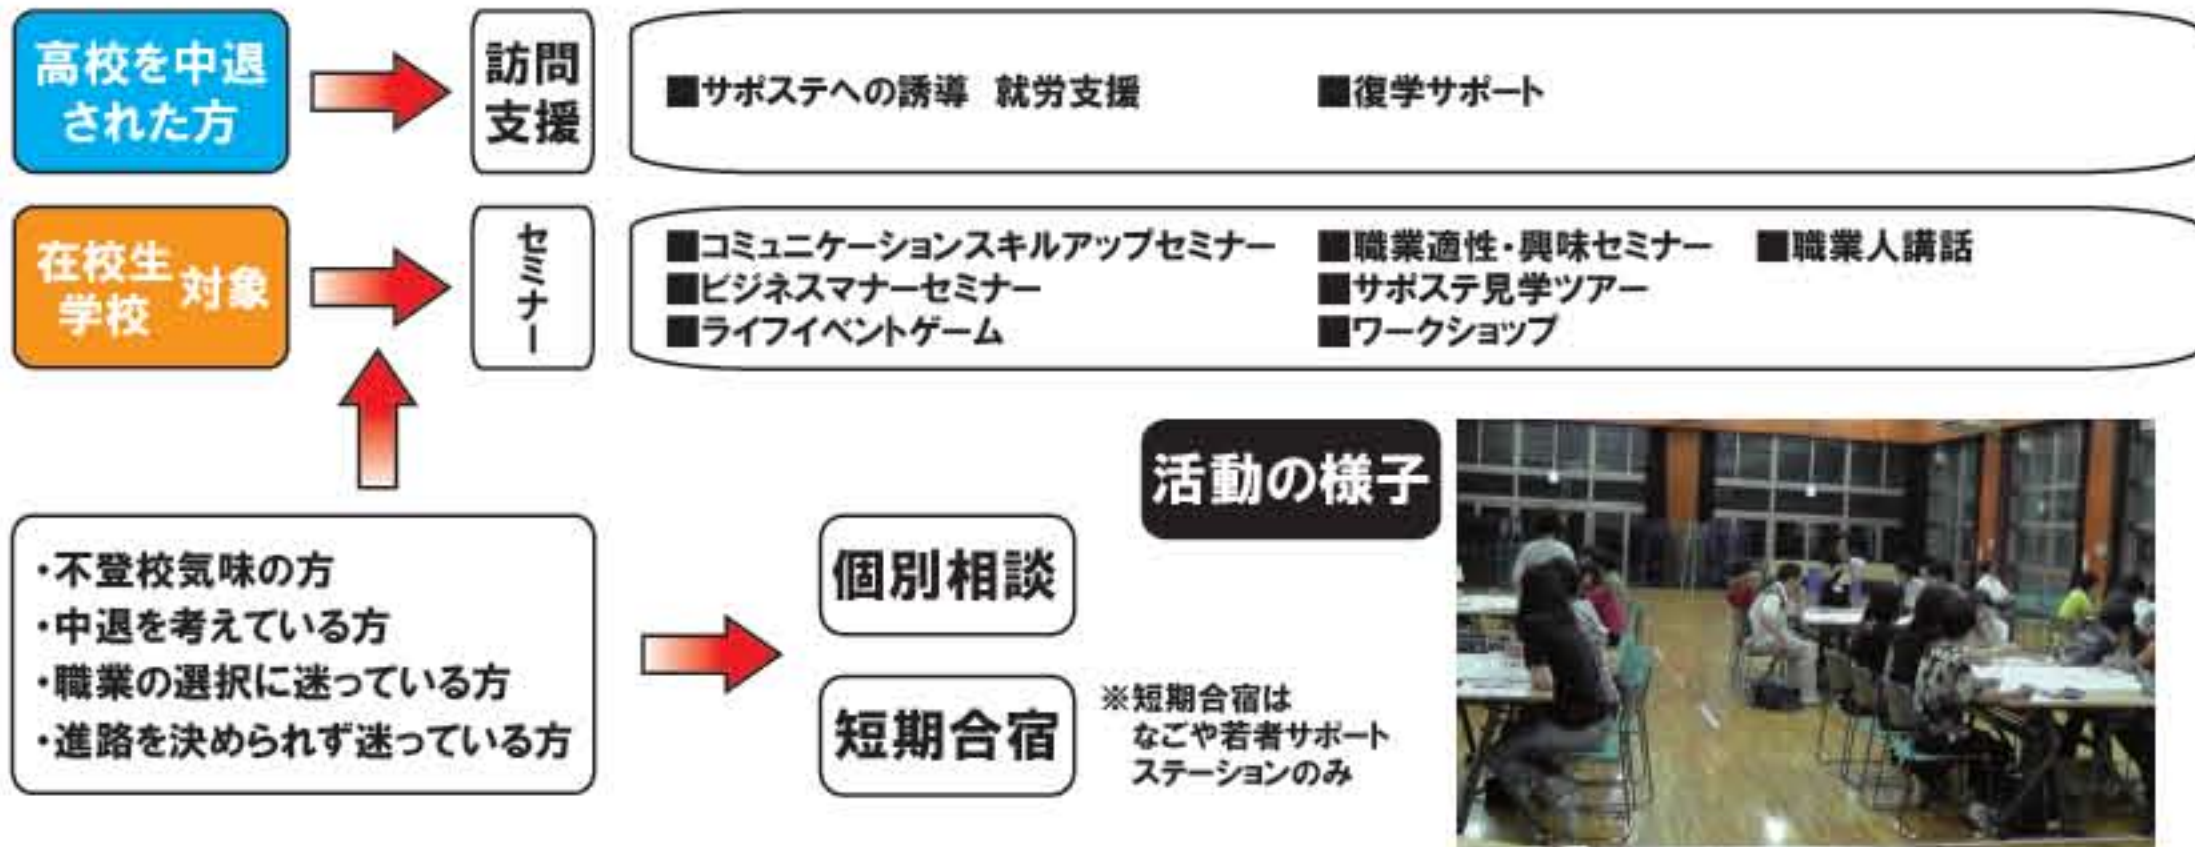 高校を中退
された方
訪問
支援
■サポステへの誘導 就労支援 ■復学サポート
在校生
学校
対象
セミナー
■コミュニケーションスキルアップセミナー ■職業適性・興味セミナー ■職業人講話
■ビジネスマナーセミナー ■サポステ見学ツアー
■ライフイベントゲーム ■ワークショップ
・不登校気味の方
・中退を考えている方
・職業の選択に迷っている方
・進路を決められず迷っている方
個別相談
短期合宿
※短期合宿は
なごや若者サポート
ステーションのみ
活動の様子